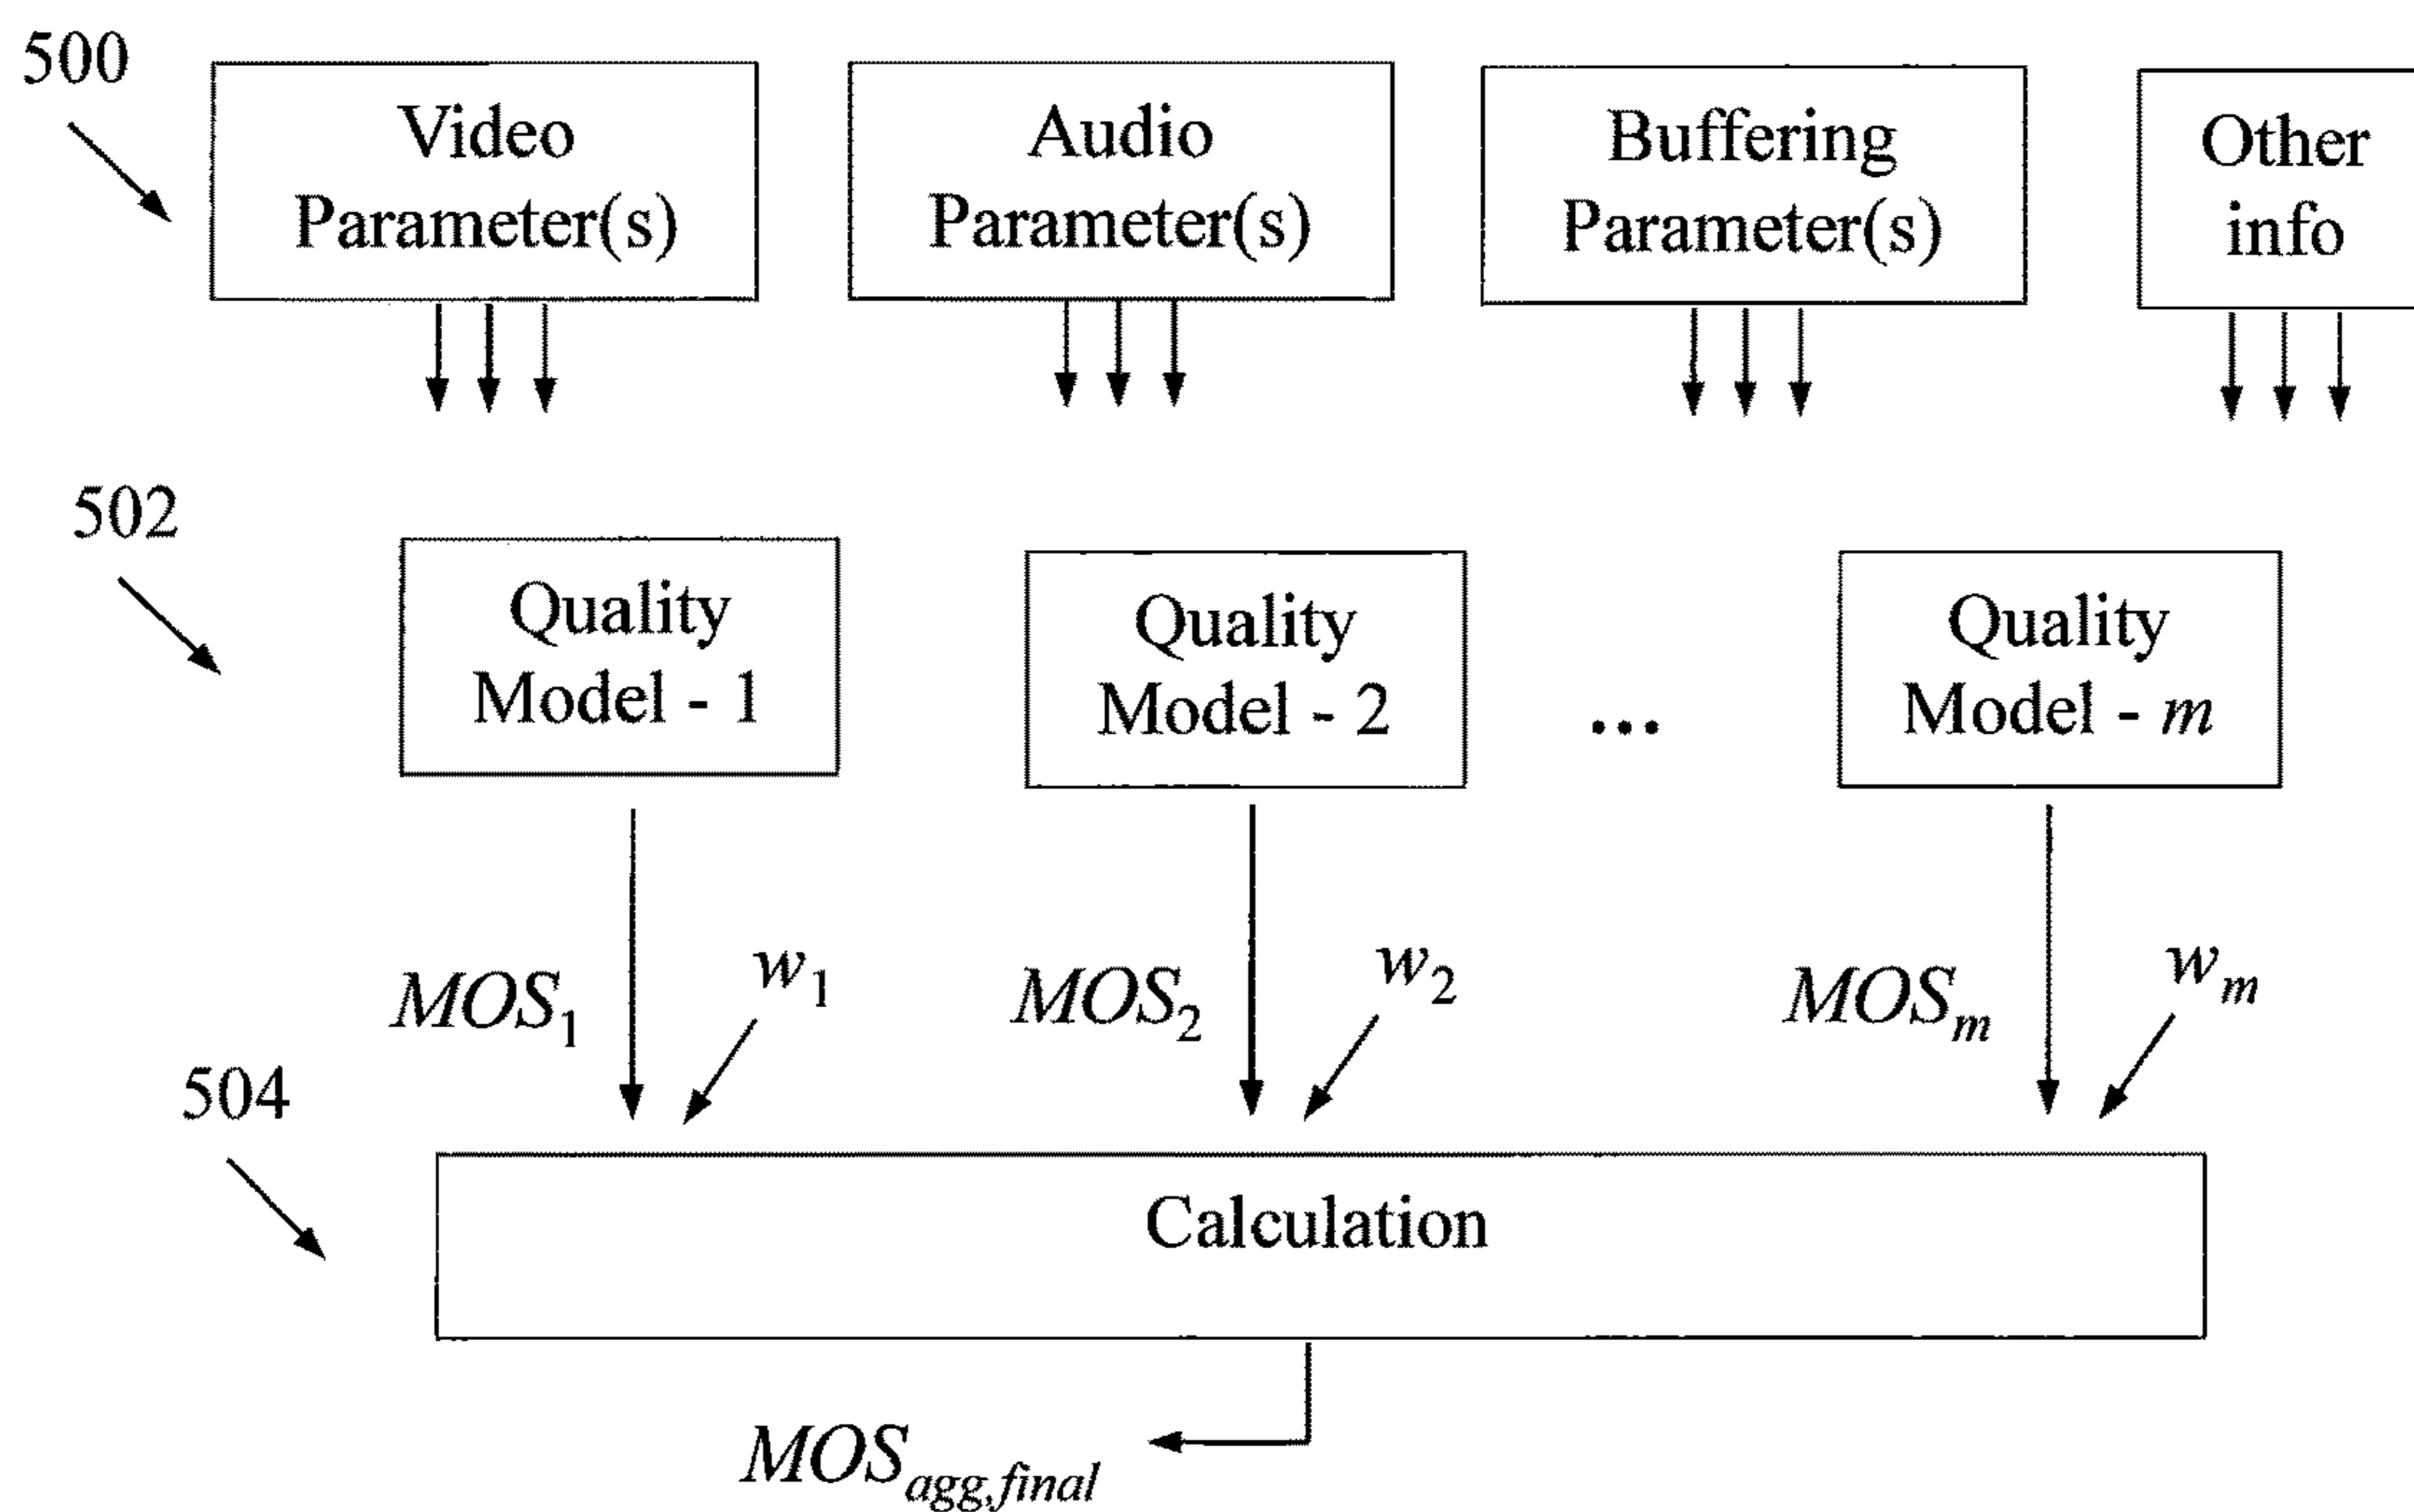 500
Video
Parameter(s)
Audio
Parameter(s)
Buffering
Parameter(s)
Other
info
502
Quality
Model - 1
Quality
Model - 2
...
Quality
Model - m
MOS₁
w₁
MOS₂
w₂
MOSₘ
wₘ
504
Calculation
MOS_agg,final